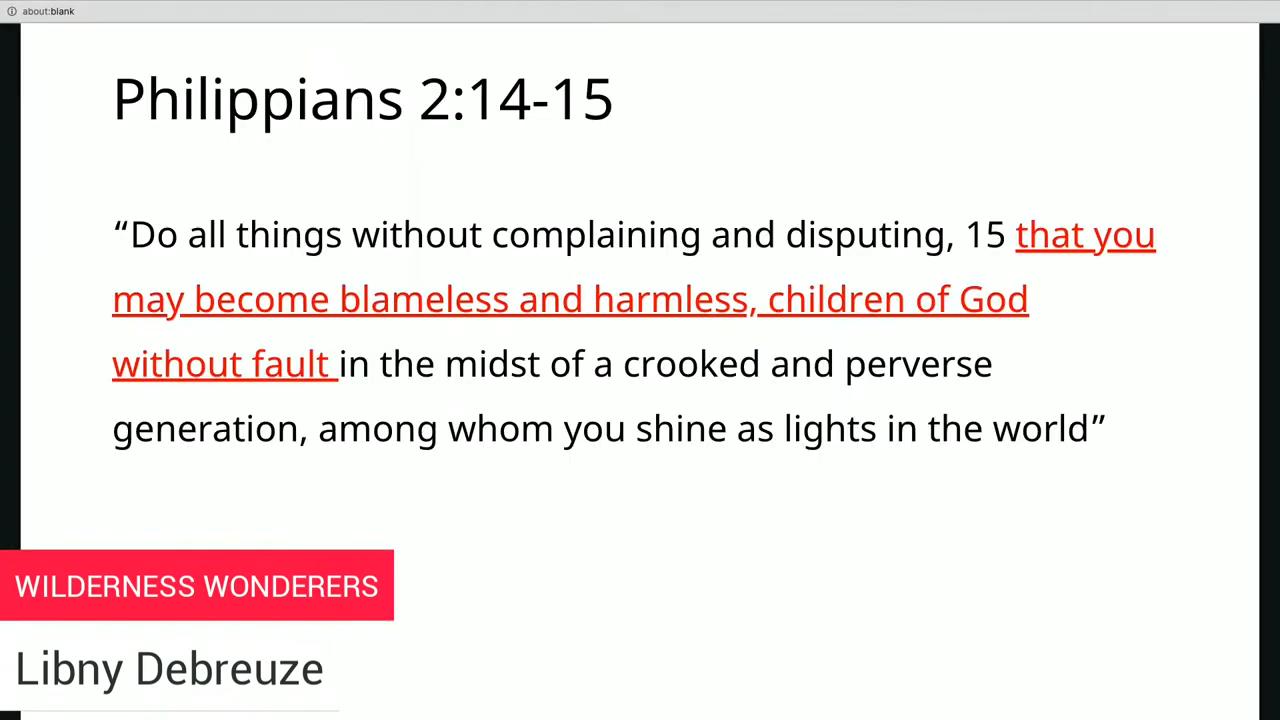 about:blank
Philippians 2:14-15
“Do all things without complaining and disputing, 15 that you
may become blameless and harmless, children of God
without fault in the midst of a crooked and perverse
generation, among whom you shine as lights in the world”
WILDERNESS WONDERERS
Libny Debreuze